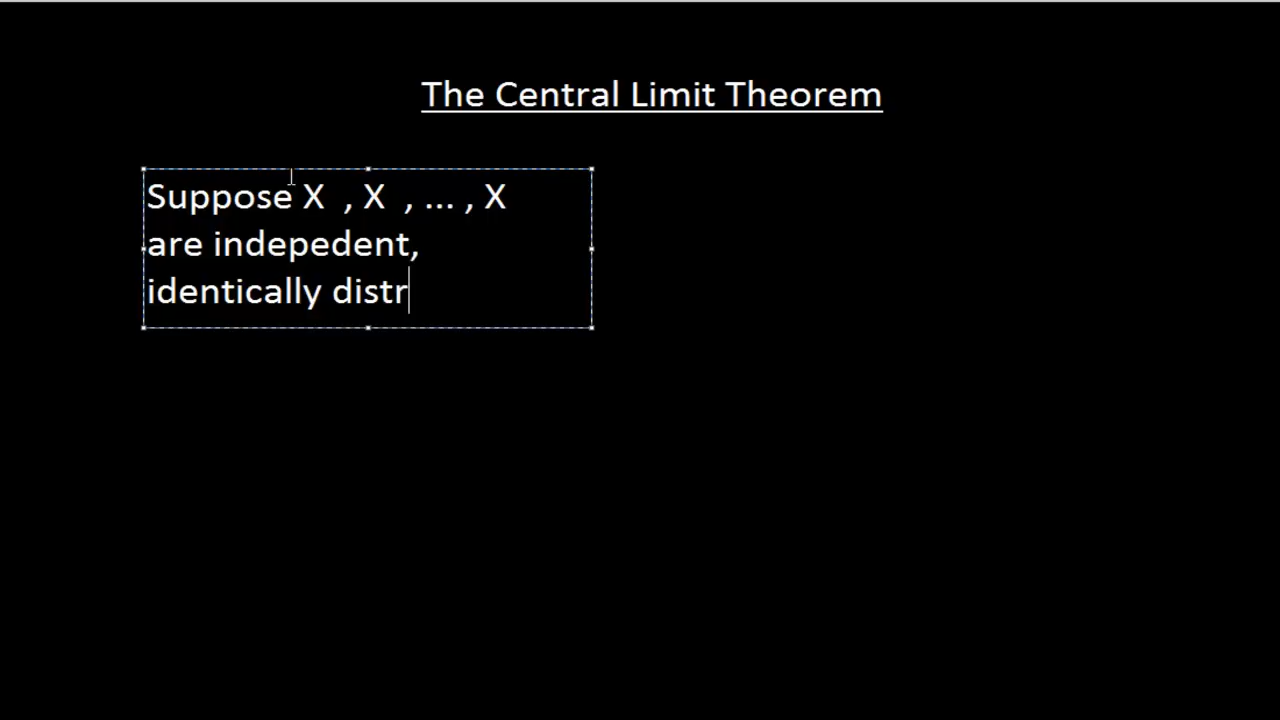 The Central Limit Theorem
Suppose X , X , ... , X
are indepedent,
identically distr